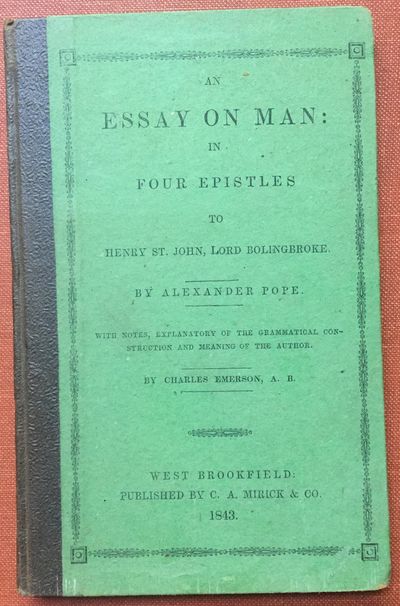 AN
ESSAY ON MAN:
IN
FOUR EPISTLES
TO
HENRY ST. JOHN, LORD BOLINGBROKE.
BY ALEXANDER POPE.
WITH NOTES, EXPLANATORY OF THE GRAMMATICAL CON-
STRUCTION AND MEANING OF THE AUTHOR.
BY CHARLES EMERSON, A. B.
WEST BROOKFIELD:
PUBLISHED BY C. A. MIRICK & CO.
1843.